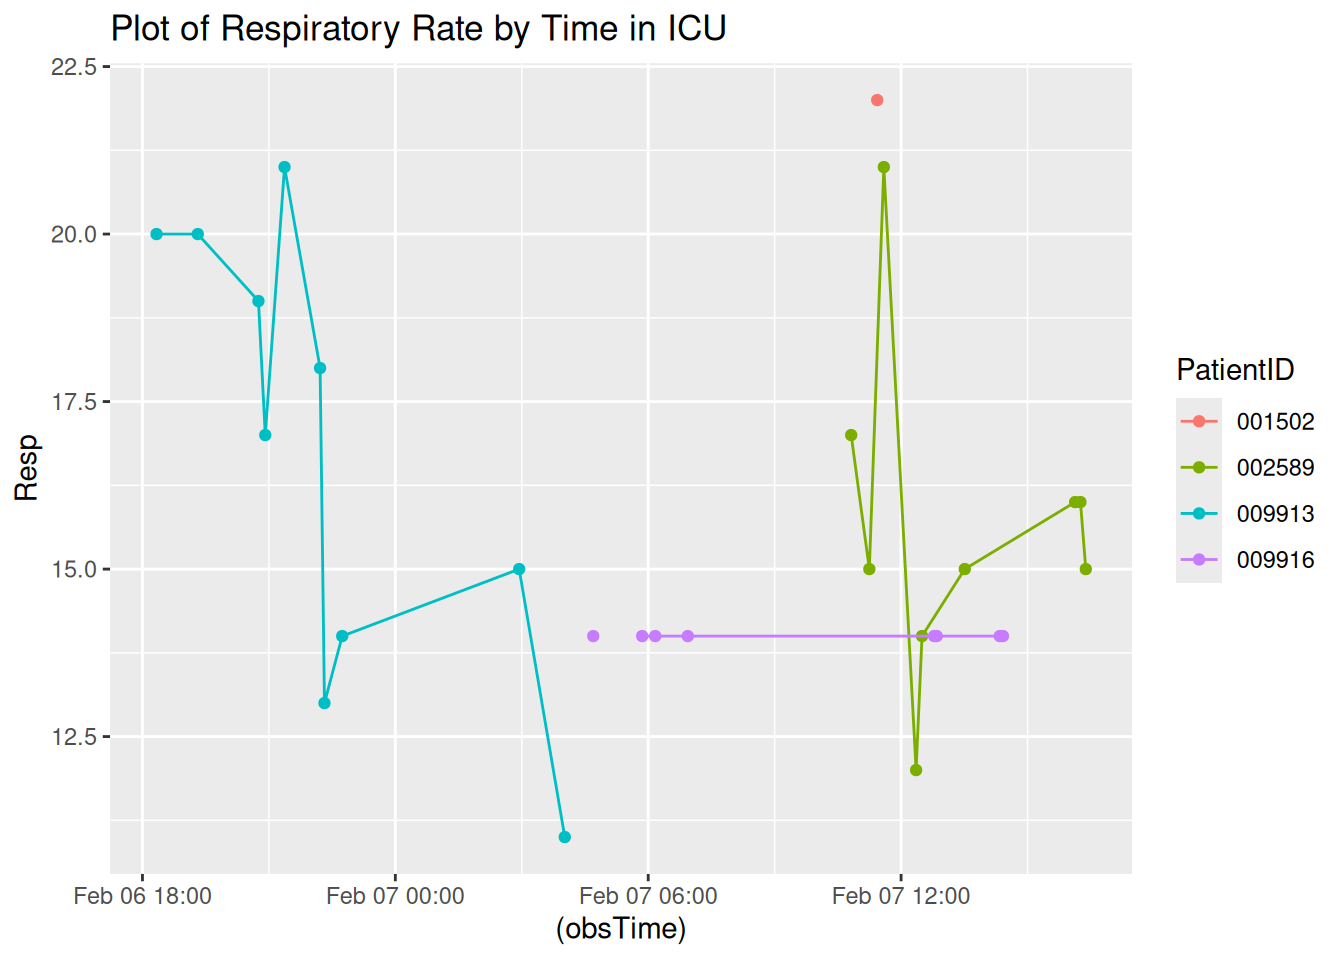 Plot of Respiratory Rate by Time in ICU
22.5
20.0
17.5
15.0
12.5
Resp
Feb 06 18:00
Feb 07 00:00
Feb 07 06:00
Feb 07 12:00
(obsTime)
PatientID
001502
002589
009913
009916